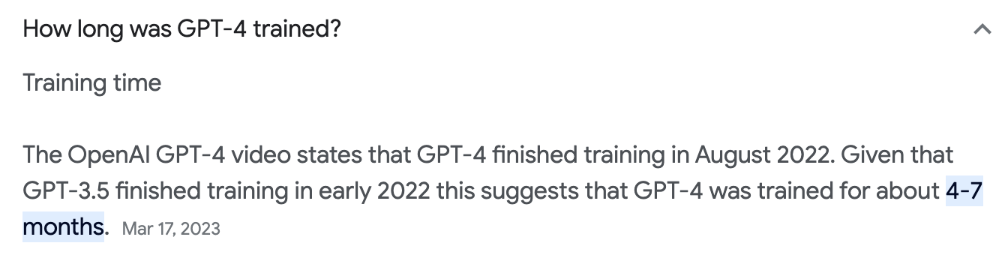 How long was GPT-4 trained?
Training time
The OpenAI GPT-4 video states that GPT-4 finished training in August 2022. Given that
GPT-3.5 finished training in early 2022 this suggests that GPT-4 was trained for about 4-7
months. Mar 17, 2023